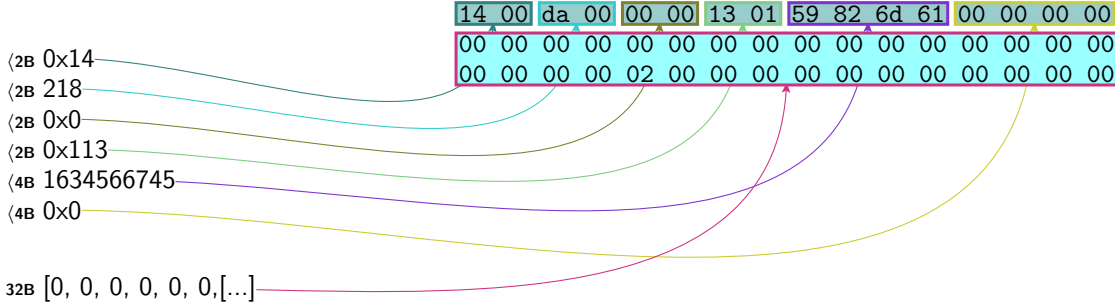 14 00 da 00 00 00 13 01 59 82 6d 61 00 00 00 00
00 00 00 00 00 00 00 00 00 00 00 00 00 00 00 00
00 00 00 00 02 00 00 00 00 00 00 00 00 00 00 00
⟨2B 0x14
⟨2B 218
⟨2B 0x0
⟨2B 0x113
⟨4B 1634566745
⟨4B 0x0
32B [0, 0, 0, 0, 0, 0,[...]